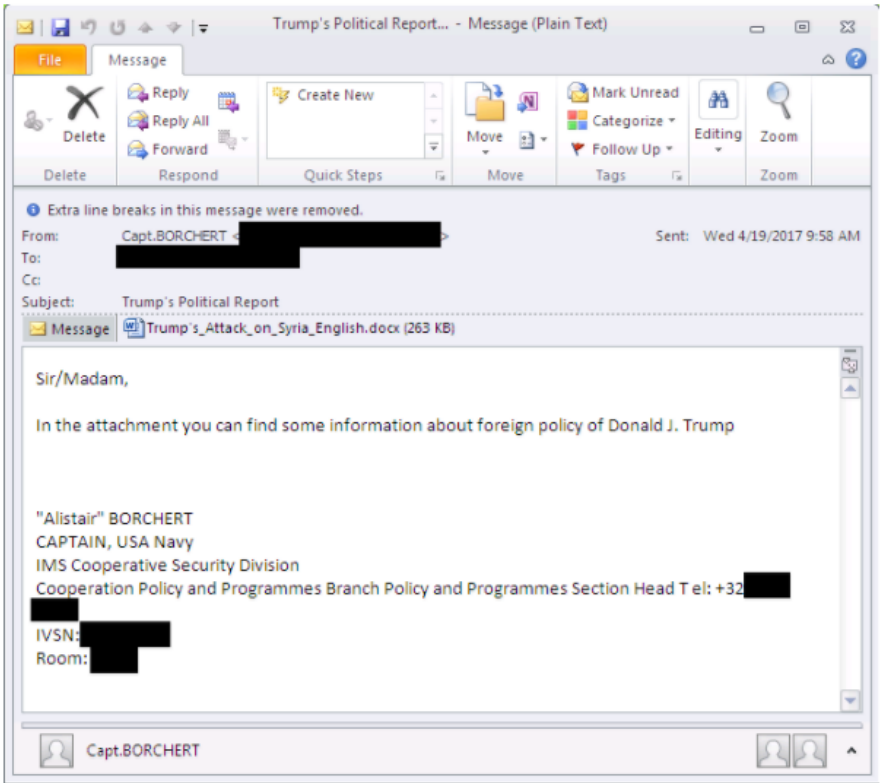 Trump's Political Report... - Message (Plain Text)
File Message
Delete
Reply
Reply All
Forward
Create New
Move
Mark Unread
Categorize
Follow Up
Editing
Zoom
Delete Respond Quick Steps Move Tags Zoom
Extra line breaks in this message were removed.
From: Capt.BORCHERT < > Sent: Wed 4/19/2017 9:58 AM
To:
Cc:
Subject: Trump's Political Report
Message Trump's_Attack_on_Syria_English.docx (263 KB)
Sir/Madam,
In the attachment you can find some information about foreign policy of Donald J. Trump
"Alistair" BORCHERT
CAPTAIN, USA Navy
IMS Cooperative Security Division
Cooperation Policy and Programmes Branch Policy and Programmes Section Head T el: +32
IVSN:
Room:
Capt.BORCHERT